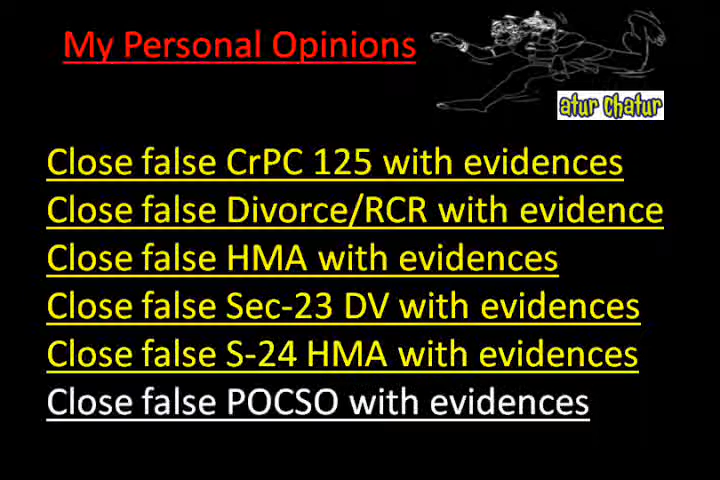 My Personal Opinions
atur Chatur
Close false CrPC 125 with evidences
Close false Divorce/RCR with evidence
Close false HMA with evidences
Close false Sec-23 DV with evidences
Close false S-24 HMA with evidences
Close false POCSO with evidences